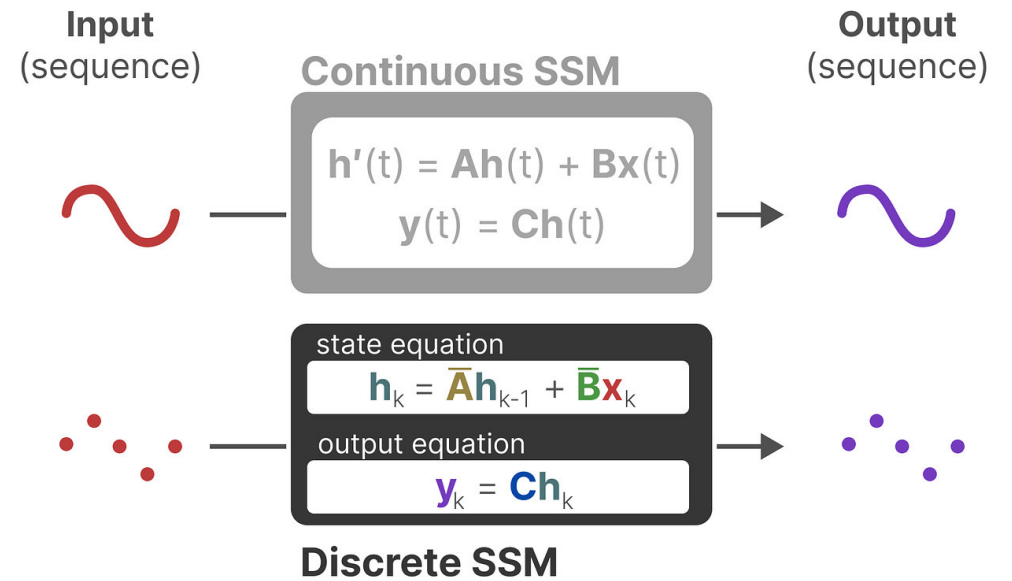 Input
(sequence)
Output
(sequence)
Continuous SSM
h′(t) = Ah(t) + Bx(t)
y(t) = Ch(t)
state equation
hₖ = A̅hₖ₋₁ + B̅xₖ
output equation
yₖ = Chₖ
Discrete SSM